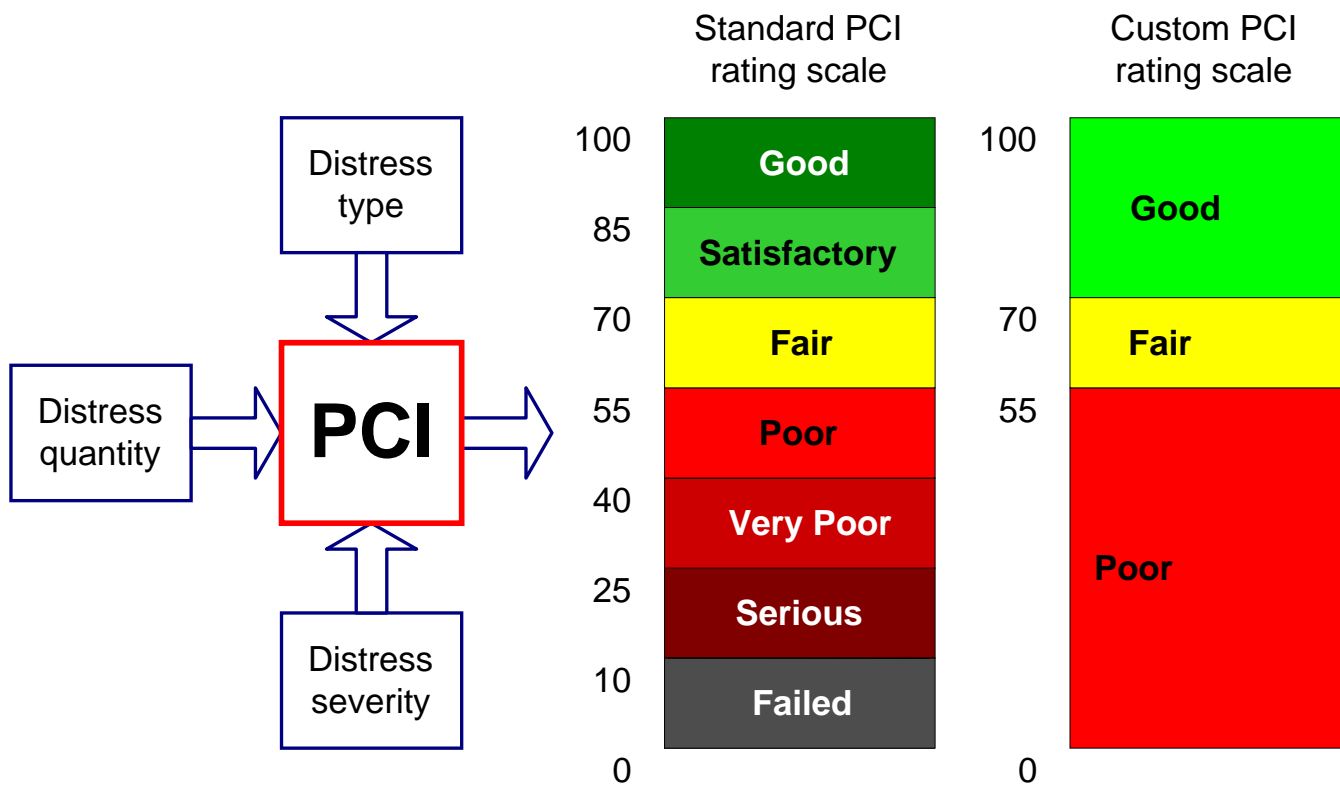 Standard PCI
rating scale
Custom PCI
rating scale
Distress
type
Distress
quantity
PCI
Distress
severity
100
85
70
55
40
25
10
0
Good
Satisfactory
Fair
Poor
Very Poor
Serious
Failed
100
70
55
0
Good
Fair
Poor